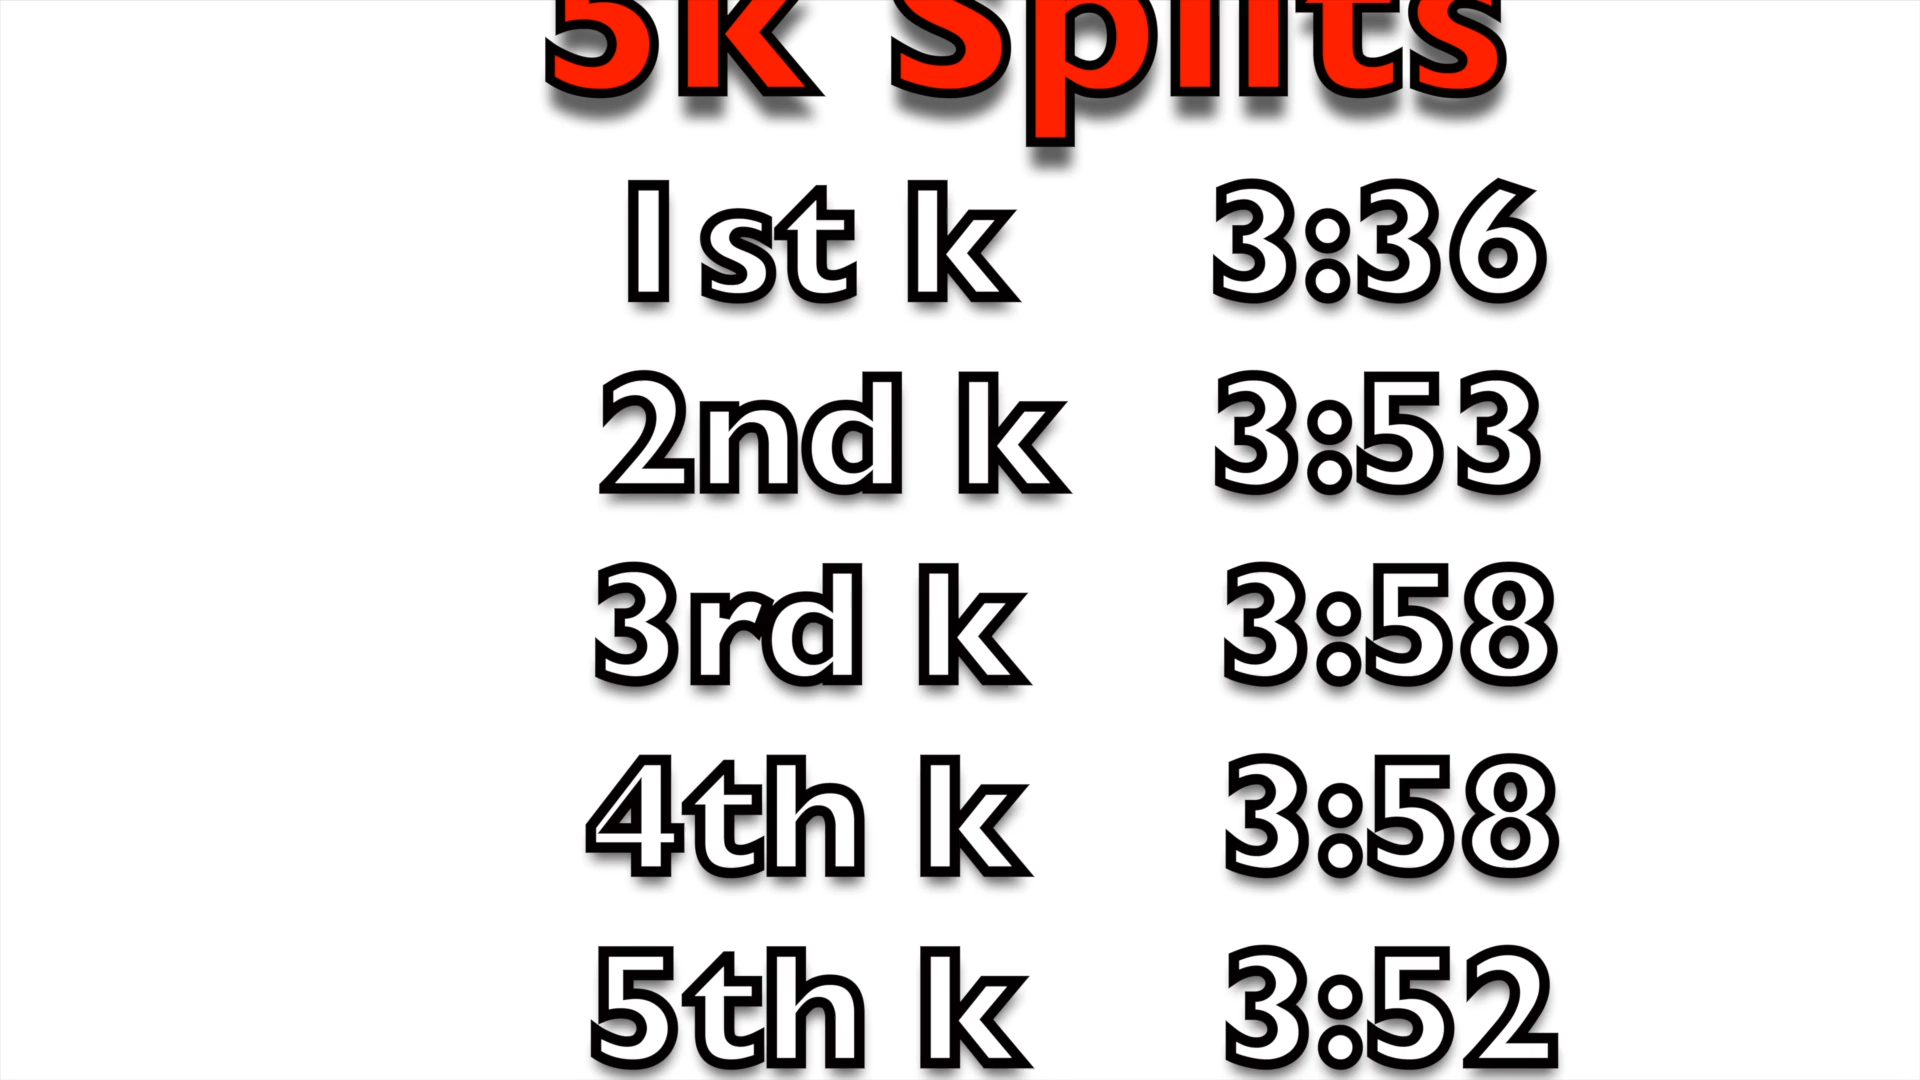 5k Splits
1st k 3:36
2nd k 3:53
3rd k 3:58
4th k 3:58
5th k 3:52